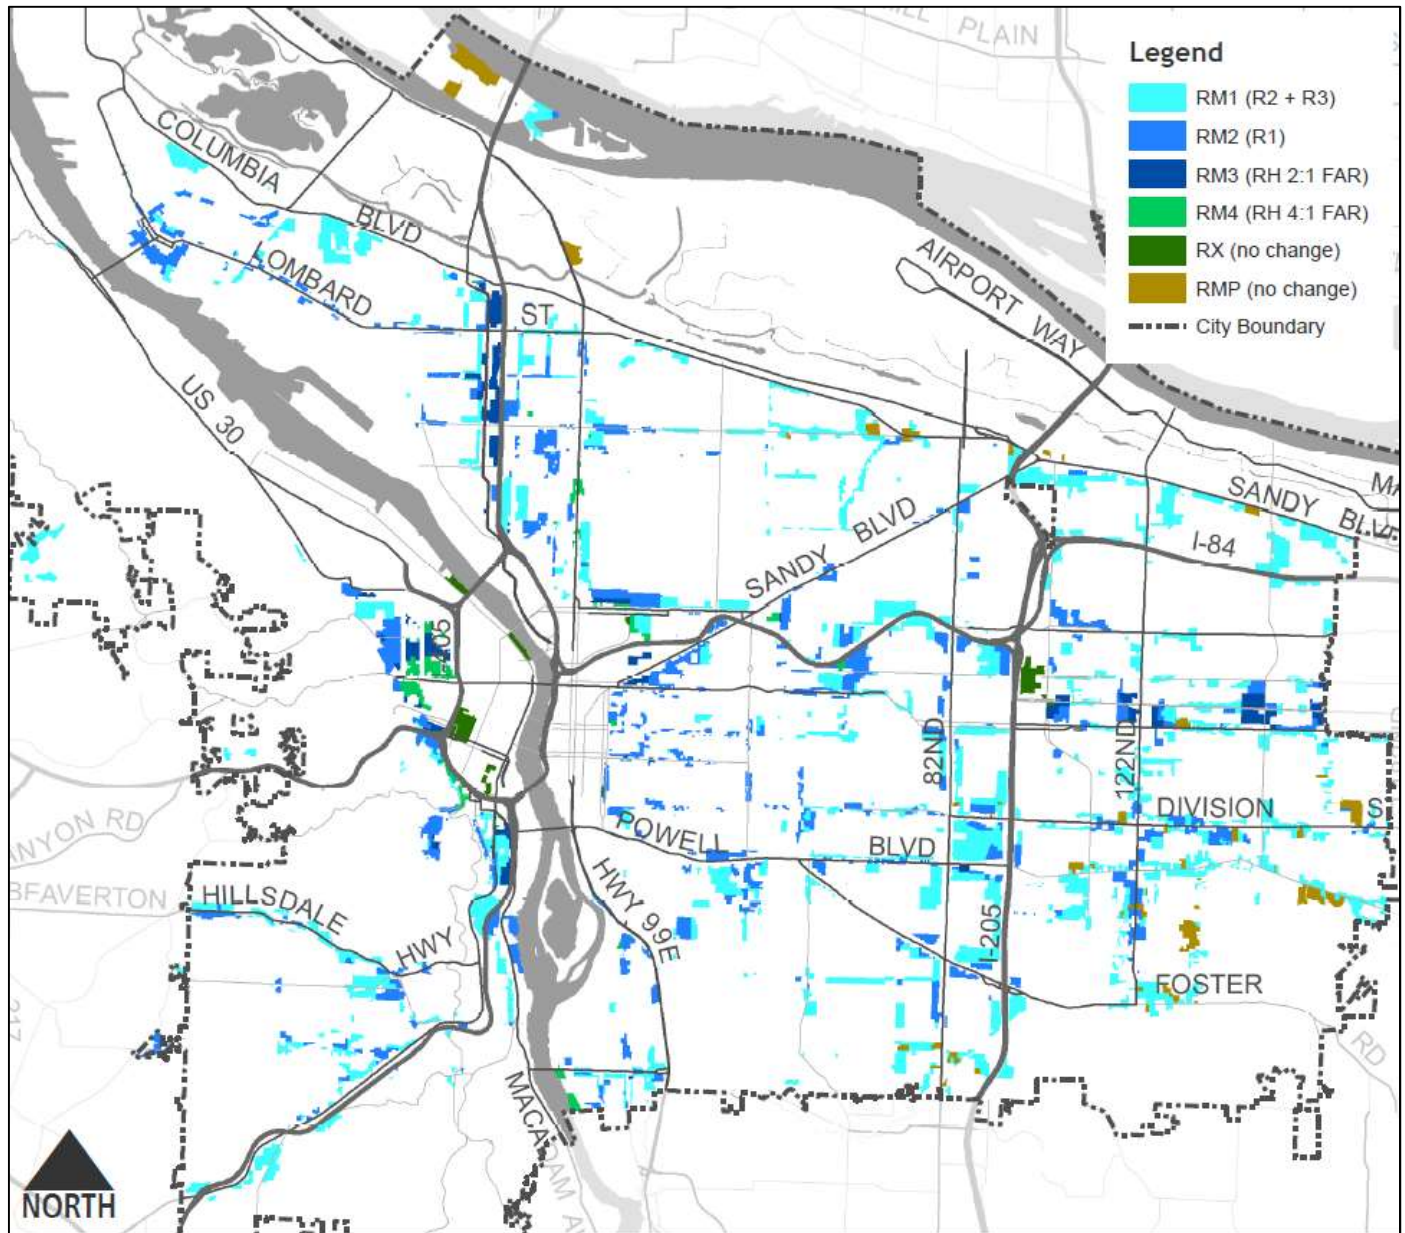 PLAIN
Legend
RM1 (R2 + R3)
RM2 (R1)
RM3 (RH 2:1 FAR)
RM4 (RH 4:1 FAR)
RX (no change)
RMP (no change)
City Boundary
COLUMBIA
BLVD
LOMBARD
ST
AIRPORT WAY
US 30
SANDY BLVD
SANDY BLVD
I-84
I-405
82ND
122ND
DIVISION
POWELL
BLVD
HWY 99E
HILLSDALE
HWY
BEAVERTON
I-205
FOSTER
RD
217
MACADAM
NORTH